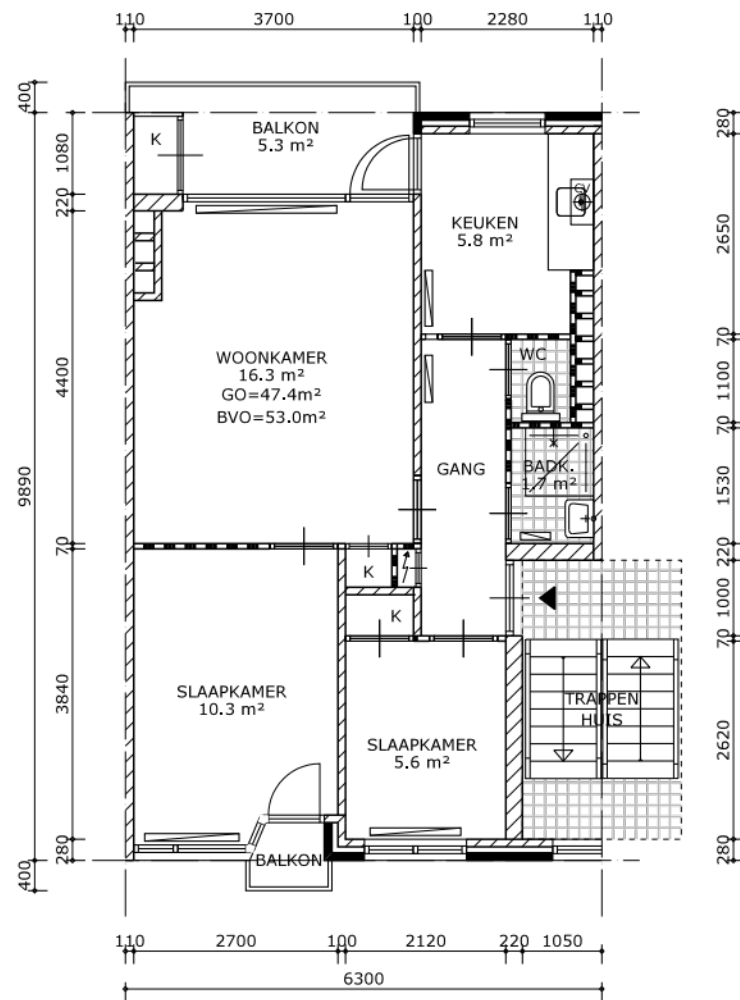 110 3700 100 2280 110
400
1080
220
4400
9890
70
3840
280
400
280
2650
70
1100
70
1530
220
1000
70
2620
280
K
BALKON
5.3 m²
KEUKEN
5.8 m²
CV
WOONKAMER
16.3 m²
GO=47.4m²
BVO=53.0m²
WC
GANG
BADK.
1.7 m²
K
K
SLAAPKAMER
10.3 m²
SLAAPKAMER
5.6 m²
TRAPPEN
HUIS
BALKON
110 2700 100 2120 220 1050
6300